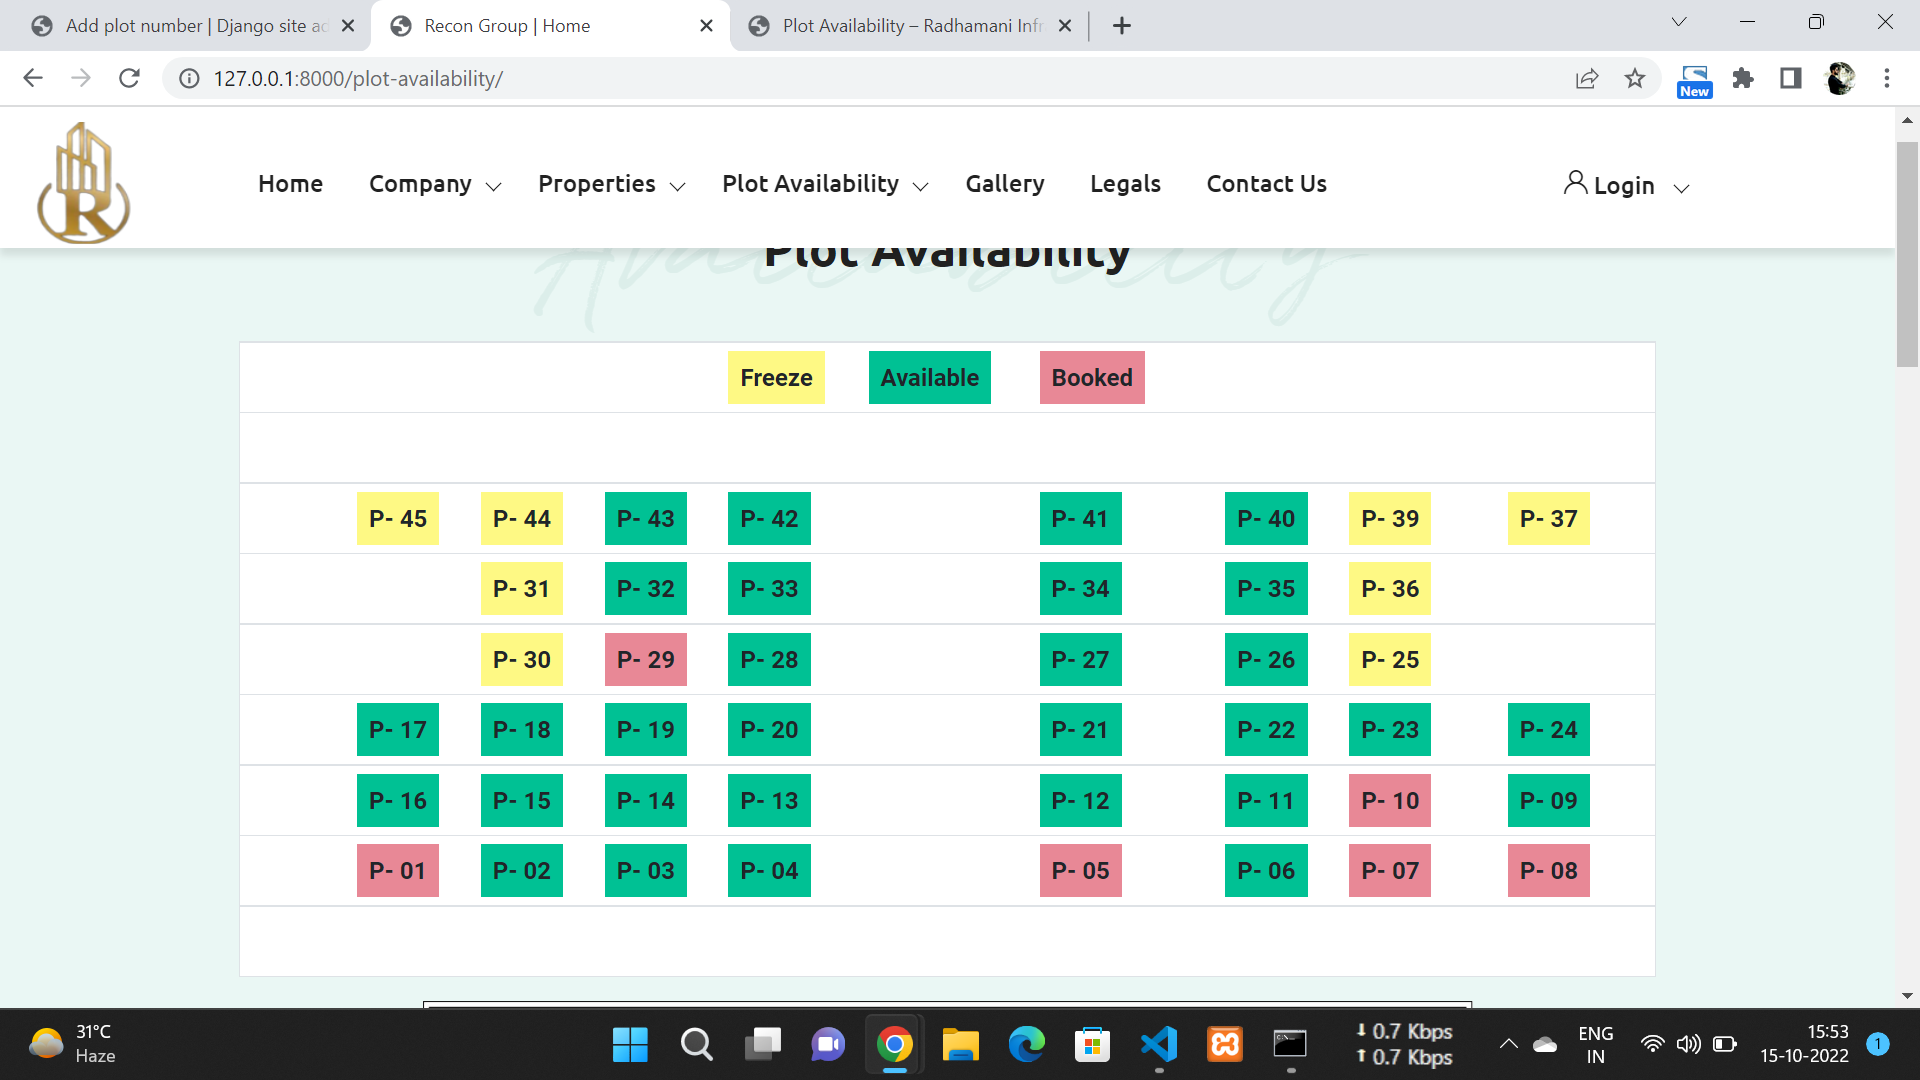 Add plot number | Django site ad
Recon Group | Home
Plot Availability – Radhamani Infr
127.0.0.1:8000/plot-availability/
New
R
Home Company Properties Plot Availability Gallery Legals Contact Us Login
Availability
Plot Availability
Freeze Available Booked
P- 45 P- 44 P- 43 P- 42 P- 41 P- 40 P- 39 P- 37
P- 31 P- 32 P- 33 P- 34 P- 35 P- 36
P- 30 P- 29 P- 28 P- 27 P- 26 P- 25
P- 17 P- 18 P- 19 P- 20 P- 21 P- 22 P- 23 P- 24
P- 16 P- 15 P- 14 P- 13 P- 12 P- 11 P- 10 P- 09
P- 01 P- 02 P- 03 P- 04 P- 05 P- 06 P- 07 P- 08
31°C
Haze
0.7 Kbps
0.7 Kbps
ENG
IN
15:53
15-10-2022
1